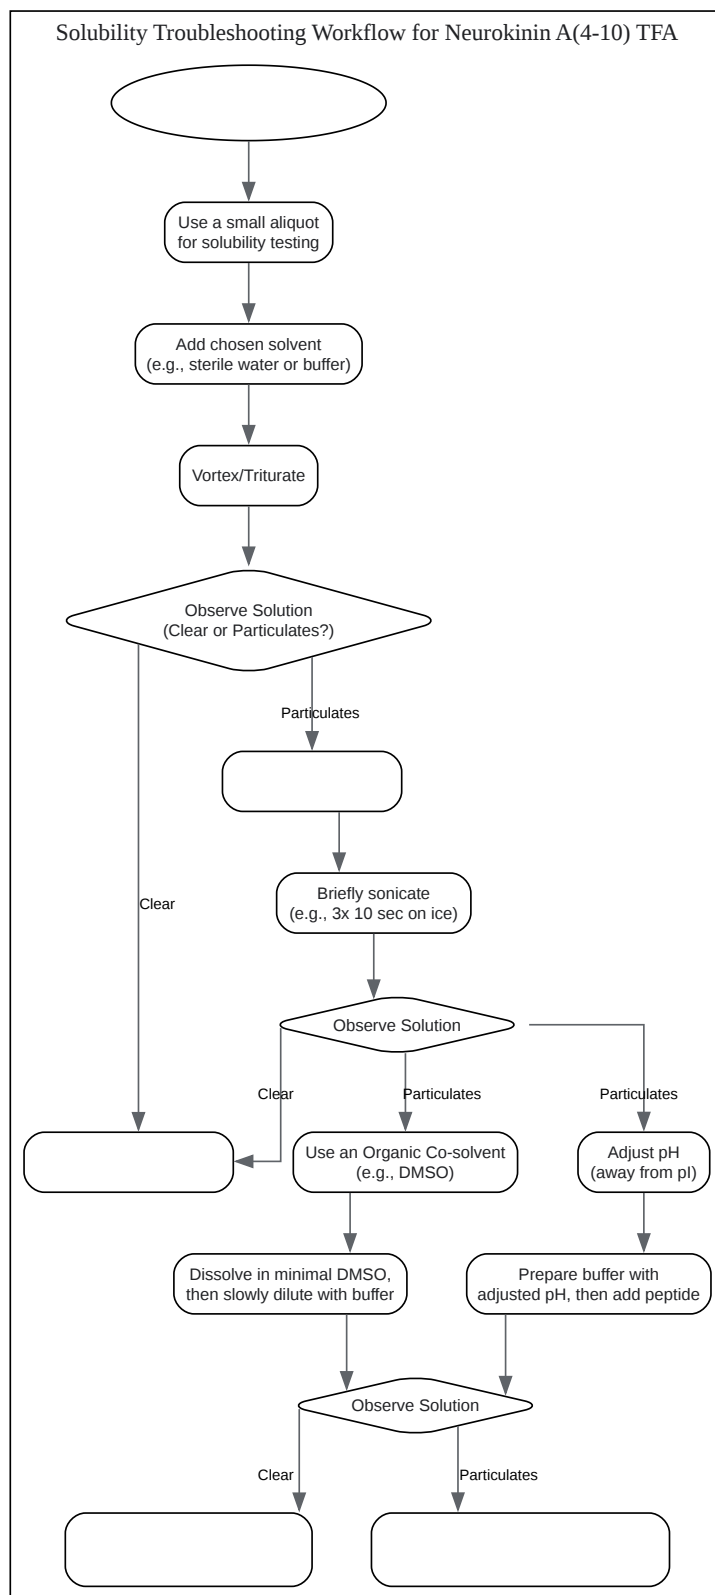 Solubility Troubleshooting Workflow for Neurokinin A(4-10) TFA
Use a small aliquot
for solubility testing
Add chosen solvent
(e.g., sterile water or buffer)
Vortex/Triturate
Observe Solution
(Clear or Particulates?)
Particulates
Clear
Briefly sonicate
(e.g., 3x 10 sec on ice)
Observe Solution
Clear
Particulates
Particulates
Use an Organic Co-solvent
(e.g., DMSO)
Adjust pH
(away from pI)
Dissolve in minimal DMSO,
then slowly dilute with buffer
Prepare buffer with
adjusted pH, then add peptide
Observe Solution
Clear
Particulates